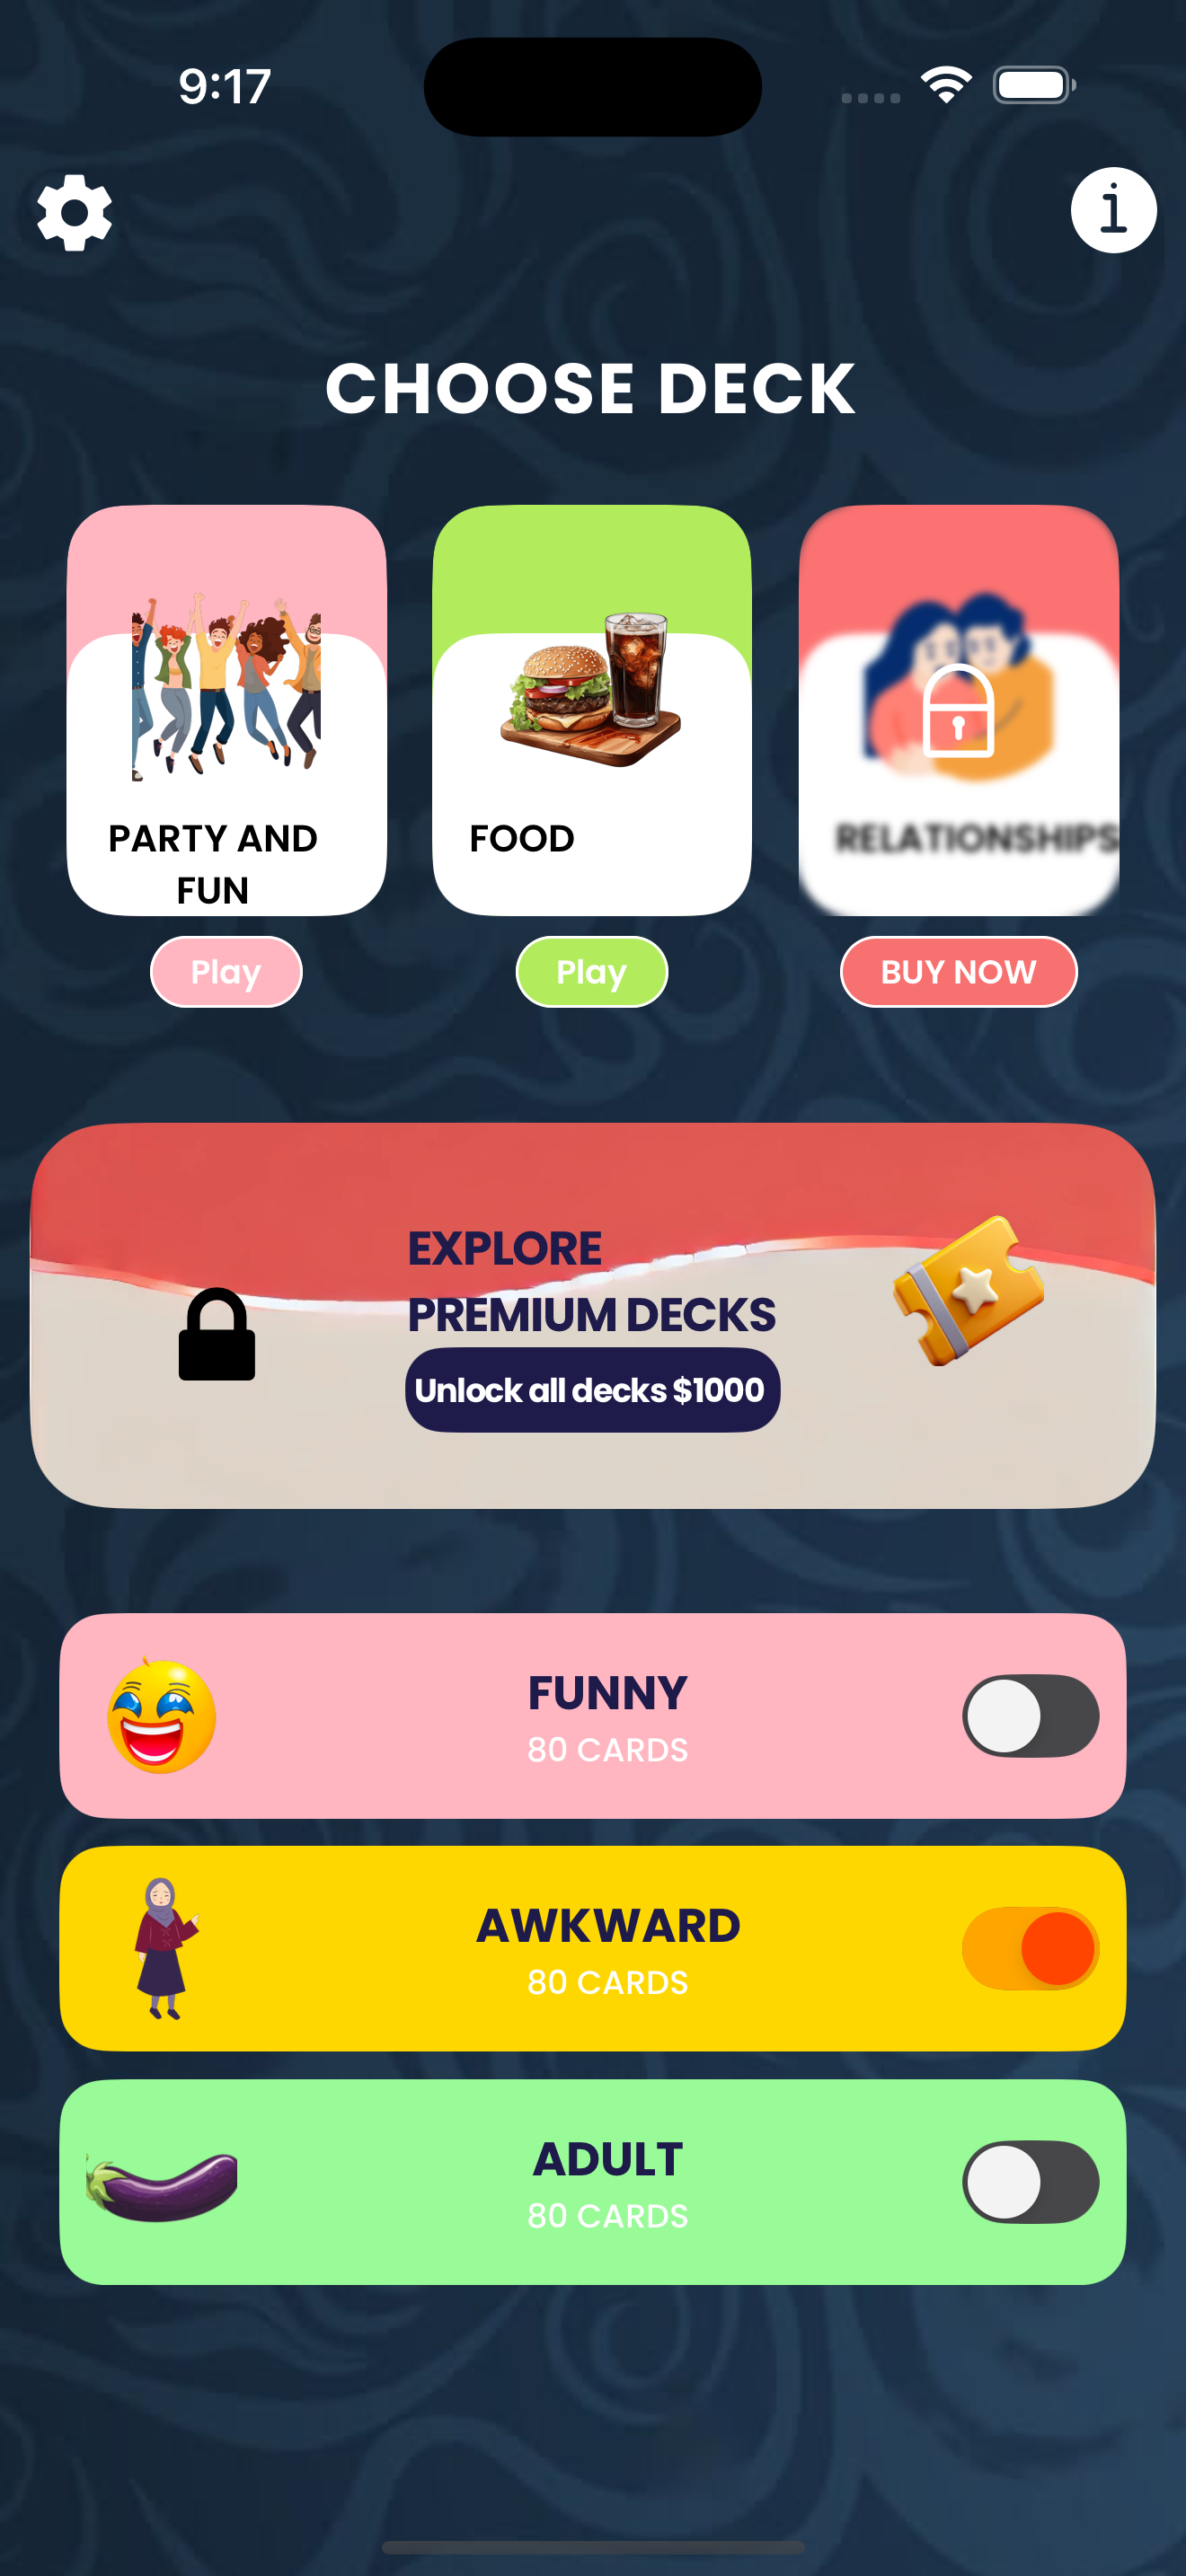 9:17
CHOOSE DECK
PARTY AND
FUN
FOOD
RELATIONSHIPS
Play
Play
BUY NOW
EXPLORE
PREMIUM DECKS
Unlock all decks $1000
FUNNY
80 CARDS
AWKWARD
80 CARDS
ADULT
80 CARDS